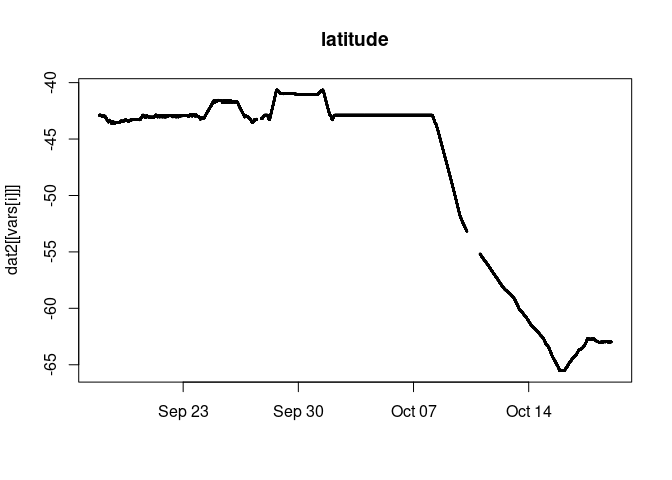 latitude
dat2[[vars[i]]]
-40
-45
-50
-55
-60
-65
Sep 23
Sep 30
Oct 07
Oct 14